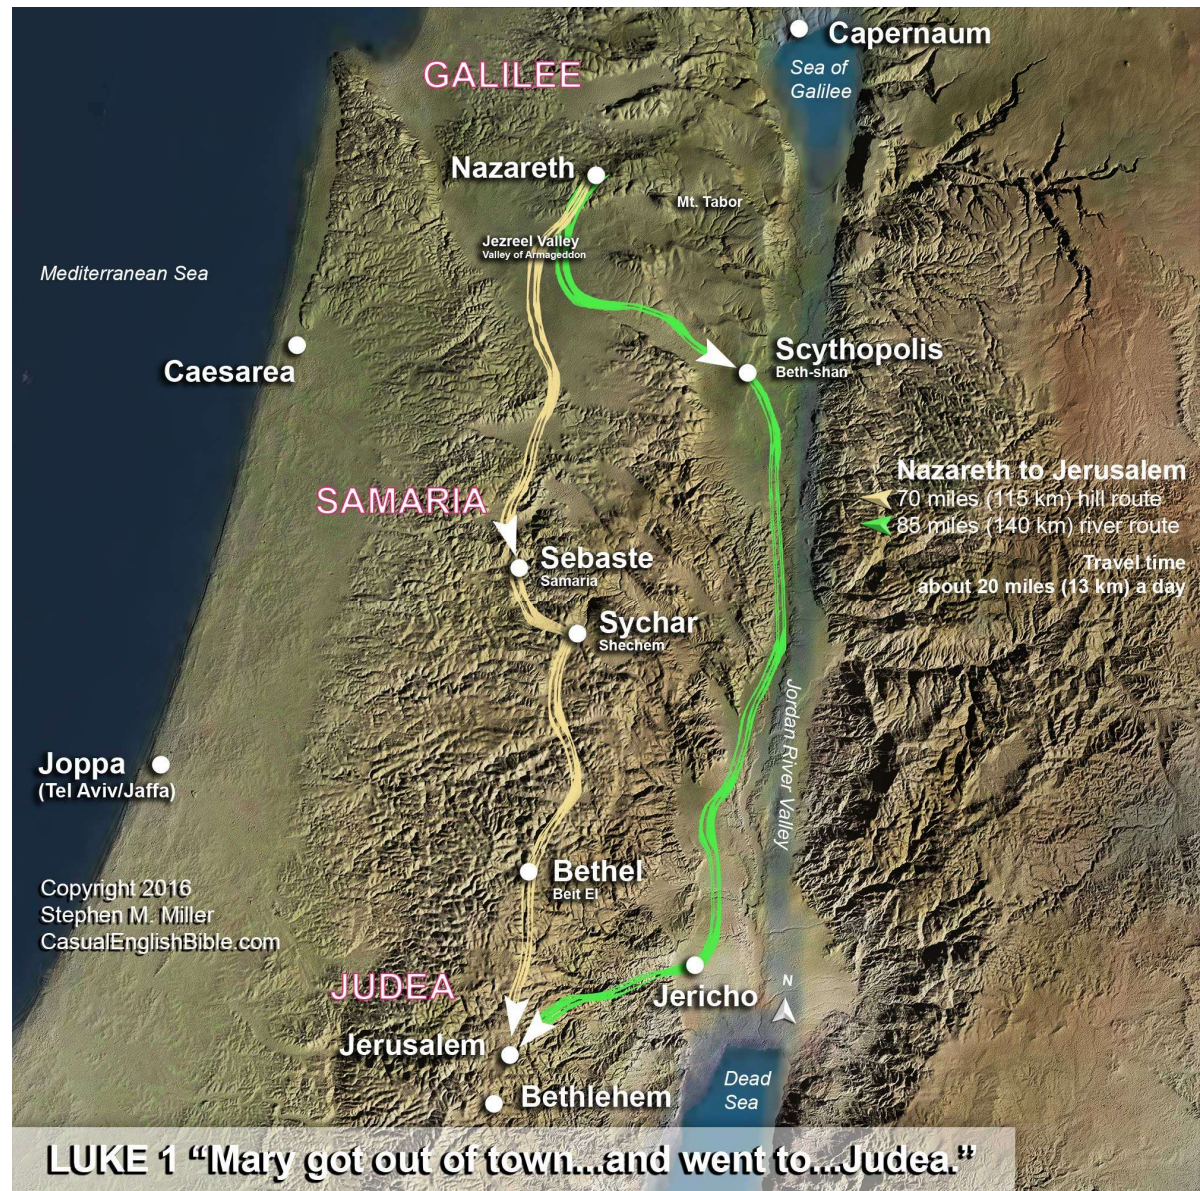 Capernaum
Sea of
Galilee
GALILEE
Nazareth
Mt. Tabor
Jezreel Valley
Valley of Armageddon
Mediterranean Sea
Caesarea
Scythopolis
Beth-shan
Nazareth to Jerusalem
70 miles (115 km) hill route
85 miles (140 km) river route
Travel time
about 20 miles (13 km) a day
SAMARIA
Sebaste
Samaria
Sychar
Shechem
Jordan River Valley
Joppa
(Tel Aviv/Jaffa)
Bethel
Beit El
Copyright 2016
Stephen M. Miller
CasualEnglishBible.com
JUDEA
Jericho
N
Jerusalem
Dead
Sea
Bethlehem
LUKE 1 “Mary got out of town...and went to...Judea.”